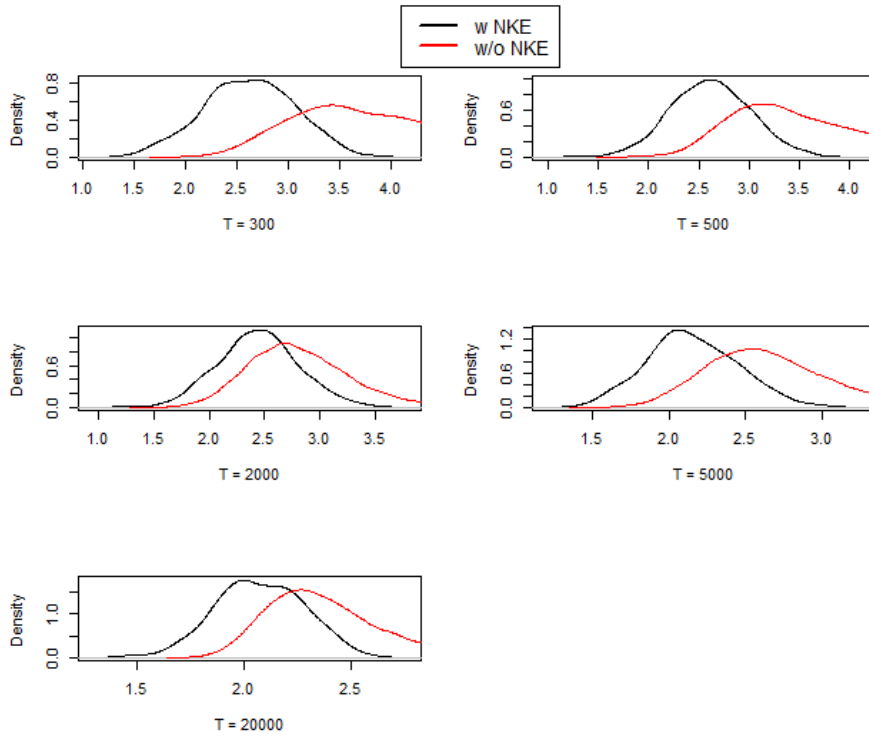 w NKE
w/o NKE
Density
0.0 0.4 0.8
1.0 1.5 2.0 2.5 3.0 3.5 4.0
T = 300
Density
0.0 0.6
1.0 1.5 2.0 2.5 3.0 3.5 4.0
T = 500
Density
0.0 0.6
1.0 1.5 2.0 2.5 3.0 3.5
T = 2000
Density
0.0 0.6 1.2
1.5 2.0 2.5 3.0
T = 5000
Density
0.0 1.0
1.5 2.0 2.5
T = 20000